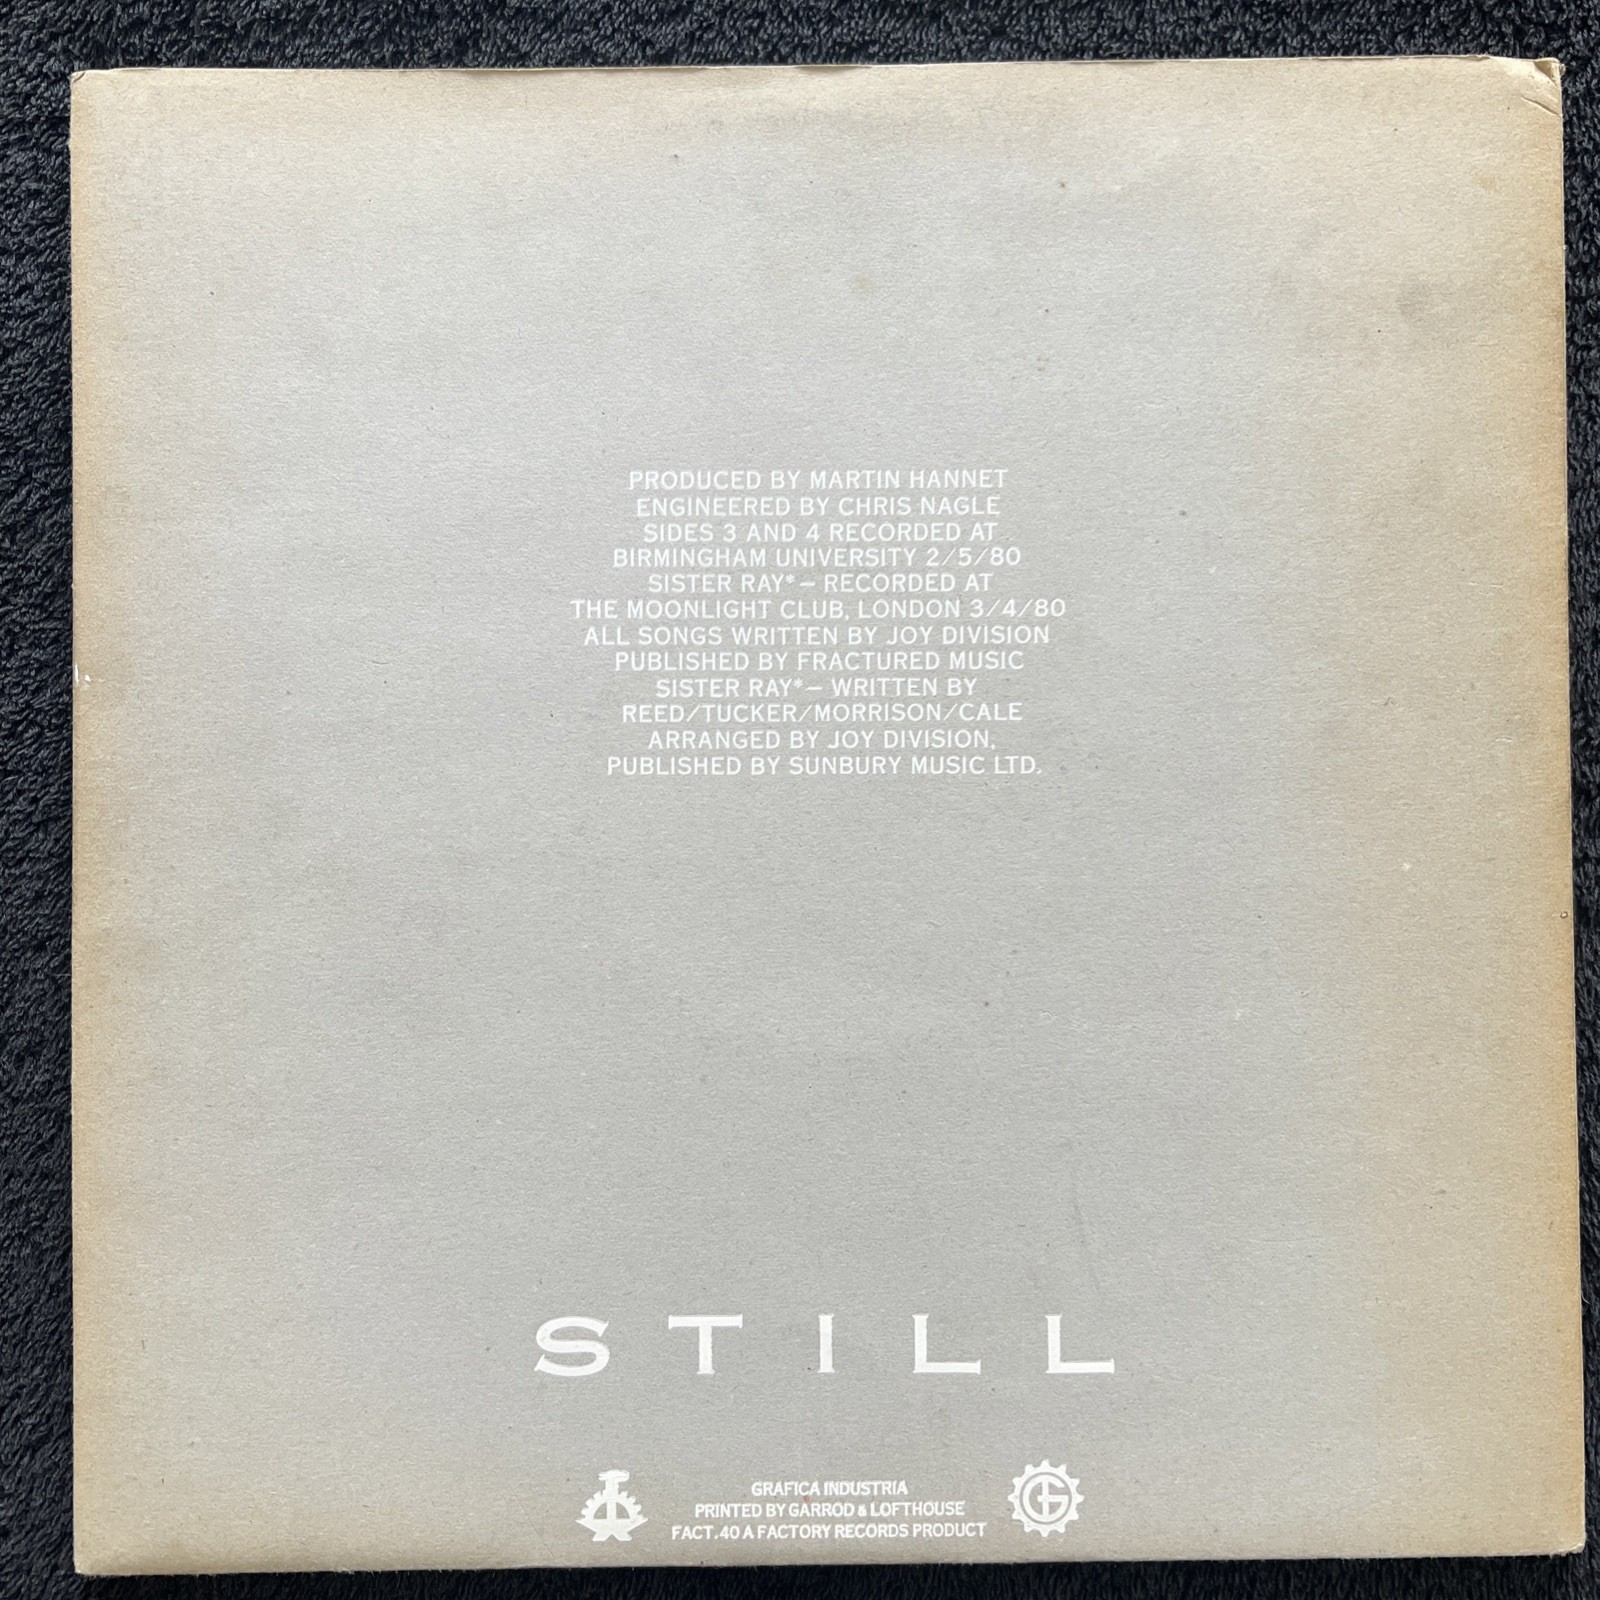 PRODUCED BY MARTIN HANNET
ENGINEERED BY CHRIS NAGLE
SIDES 3 AND 4 RECORDED AT
BIRMINGHAM UNIVERSITY 2/5/80
SISTER RAY* – RECORDED AT
THE MOONLIGHT CLUB, LONDON 3/4/80
ALL SONGS WRITTEN BY JOY DIVISION
PUBLISHED BY FRACTURED MUSIC
SISTER RAY* – WRITTEN BY
REED/TUCKER/MORRISON/CALE
ARRANGED BY JOY DIVISION,
PUBLISHED BY SUNBURY MUSIC LTD.
STILL
GRAFICA INDUSTRIA
PRINTED BY GARROD & LOFTHOUSE
FACT.40 A FACTORY RECORDS PRODUCT